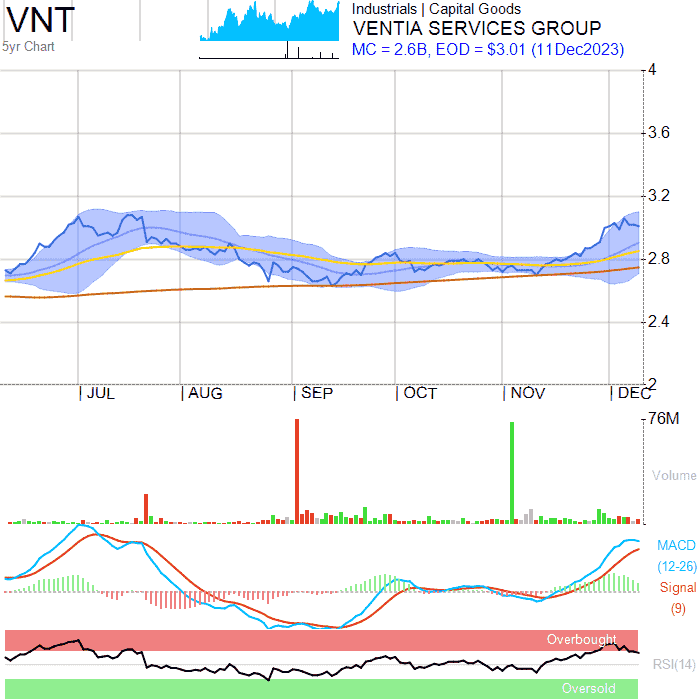 VNT
5yr Chart
Industrials | Capital Goods
VENTIA SERVICES GROUP
MC = 2.6B, EOD = $3.01 (11Dec2023)
4
3.6
3.2
2.8
2.4
2
JUL AUG SEP OCT NOV DEC
76M
Volume
MACD
(12-26)
Signal
(9)
Overbought
RSI(14)
Oversold